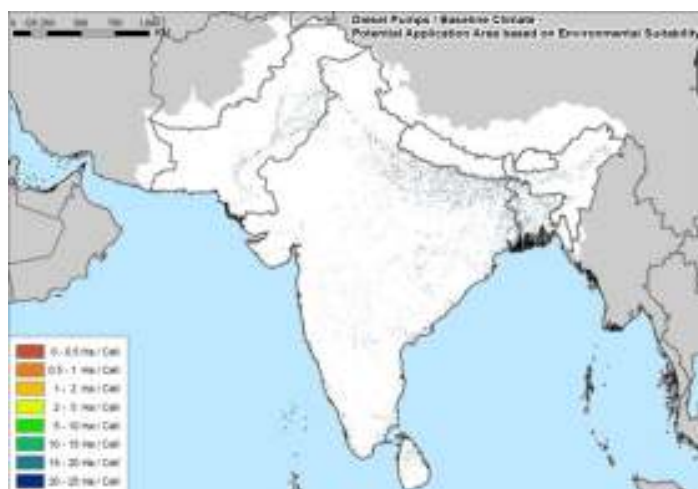 Diesel Pumps / Baseline Climate -
Potential Application Area based on Environmental Suitability
0 - 0.5 Ha / Cell
0.5 - 1 Ha / Cell
1 - 2 Ha / Cell
2 - 5 Ha / Cell
5 - 10 Ha / Cell
10 - 15 Ha / Cell
15 - 20 Ha / Cell
20 - 25 Ha / Cell